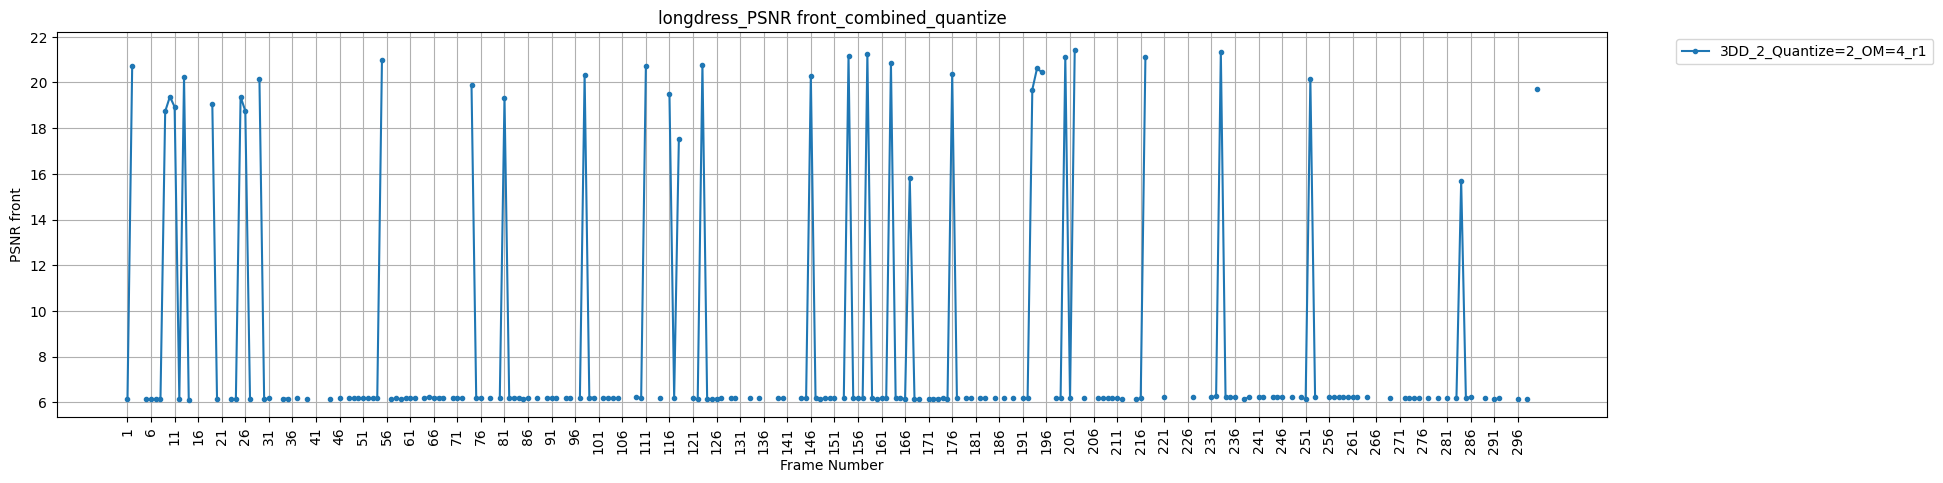 longdress_PSNR front_combined_quantize
3DD_2_Quantize=2_OM=4_r1
PSNR front
22
20
18
16
14
12
10
8
6
1 6 11 16 21 26 31 36 41 46 51 56 61 66 71 76 81 86 91 96 101 106 111 116 121 126 131 136 141 146 151 156 161 166 171 176 181 186 191 196 201 206 211 216 221 226 231 236 241 246 251 256 261 266 271 276 281 286 291 296
Frame Number